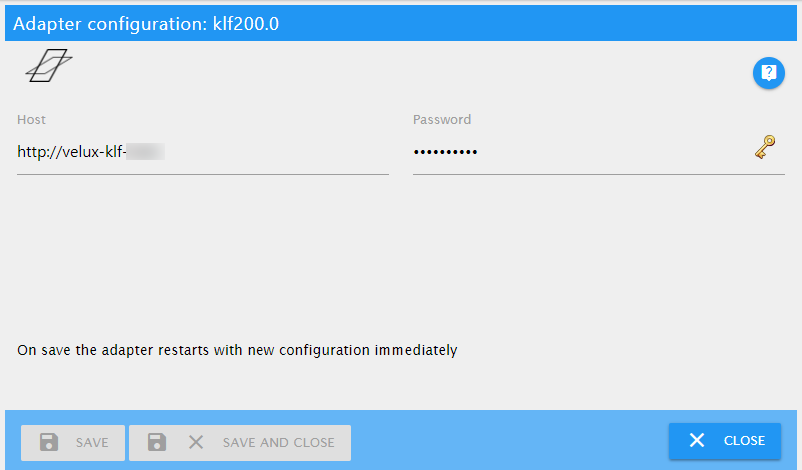 Adapter configuration: klf200.0
Host
Password
http://velux-klf-
••••••••••
On save the adapter restarts with new configuration immediately
SAVE
SAVE AND CLOSE
CLOSE